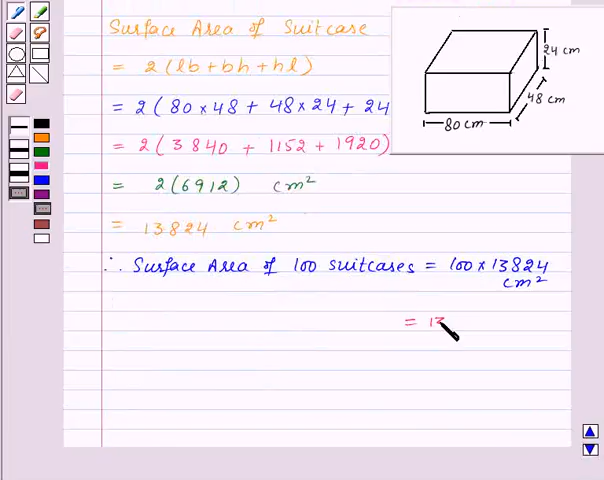 Surface Area of Suitcase
= 2(lb+bh+hl)
= 2(80×48 + 48×24 + 24
= 2(3840 + 1152 + 1920)
= 2(6912) cm²
= 13824 cm²
∴ Surface Area of 100 suitcases = 100×13824
cm²
= 13
24 cm
48 cm
80 cm